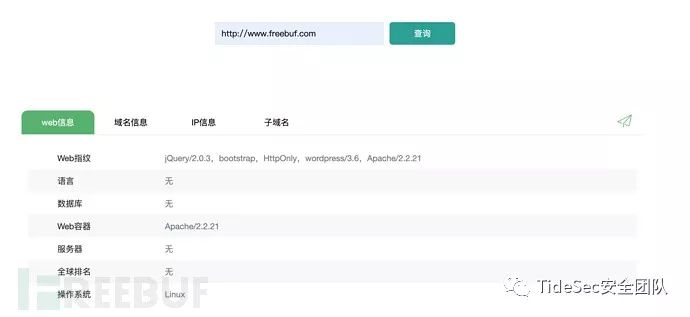 http://www.freebuf.com 查询
web信息 域名信息 IP信息 子域名
Web指纹 jQuery/2.0.3，bootstrap，HttpOnly，wordpress/3.6，Apache/2.2.21
语言 无
数据库 无
Web容器 Apache/2.2.21
服务器 无
全球排名 无
操作系统 Linux
FREEBUF
TideSec安全团队